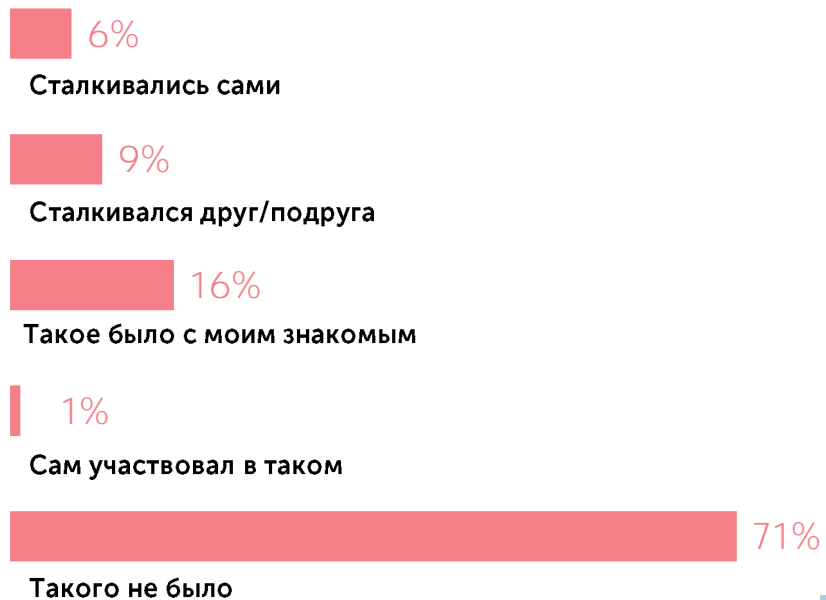 6%
Сталкивались сами
9%
Сталкивался друг/подруга
16%
Такое было с моим знакомым
1%
Сам участвовал в таком
71%
Такого не было